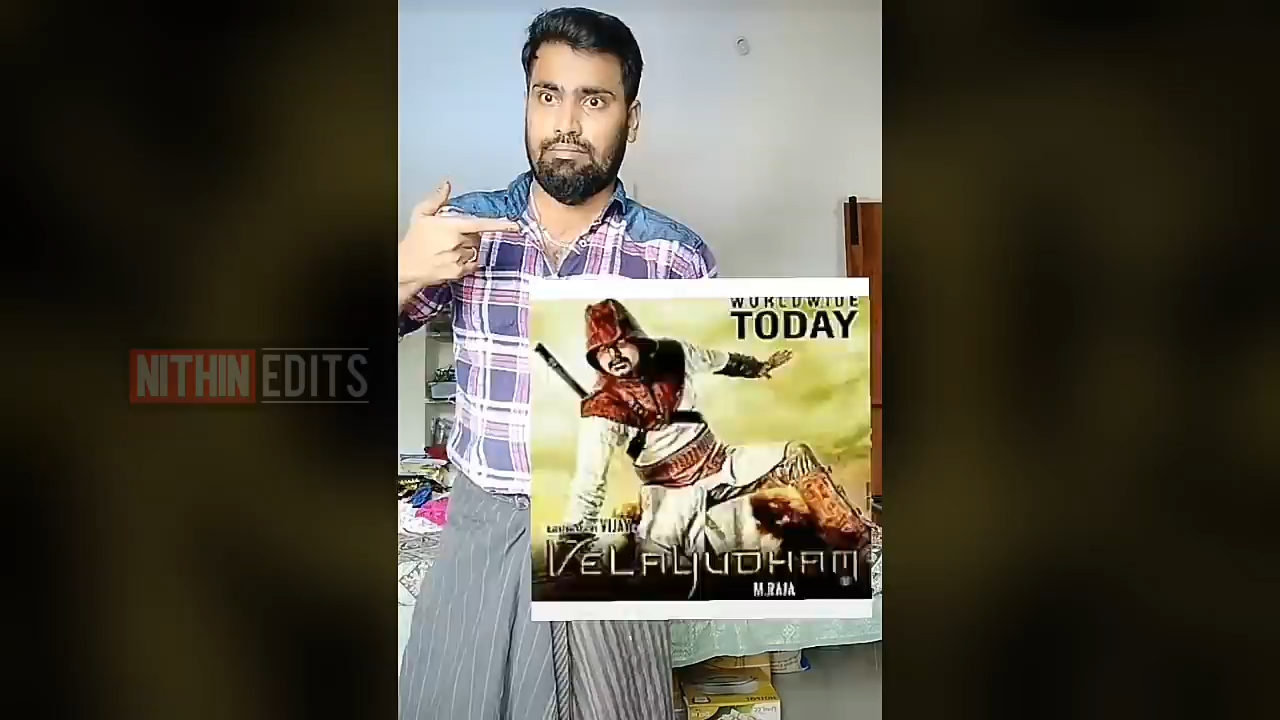 NITHIN EDITS
WORLDWIDE
TODAY
VIJAY
VELAYUDHAM
M.RAJA